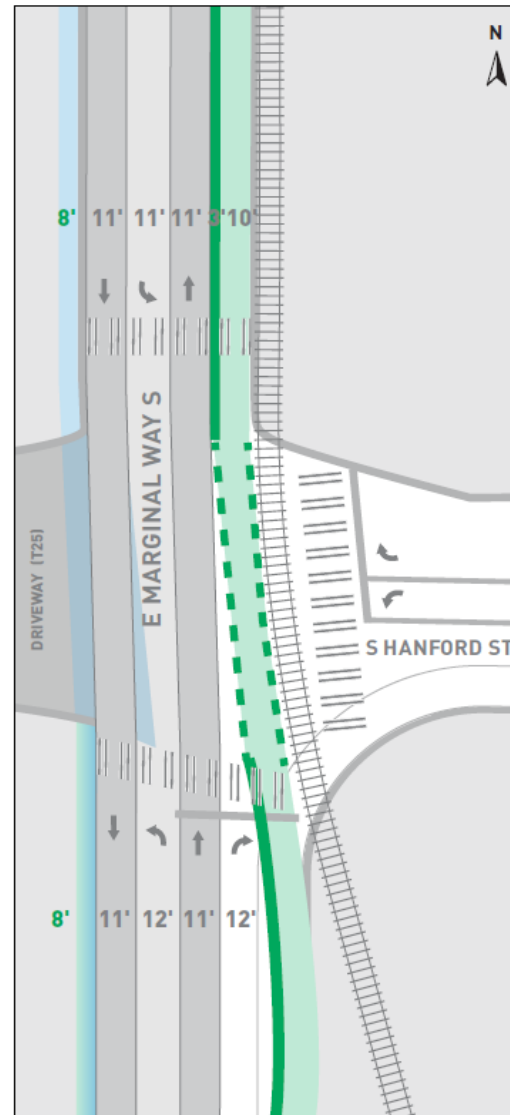 N
8' 11' 11' 11' 3' 10'
E MARGINAL WAY S
DRIVEWAY (T25)
S HANFORD ST
8' 11' 12' 11' 12'